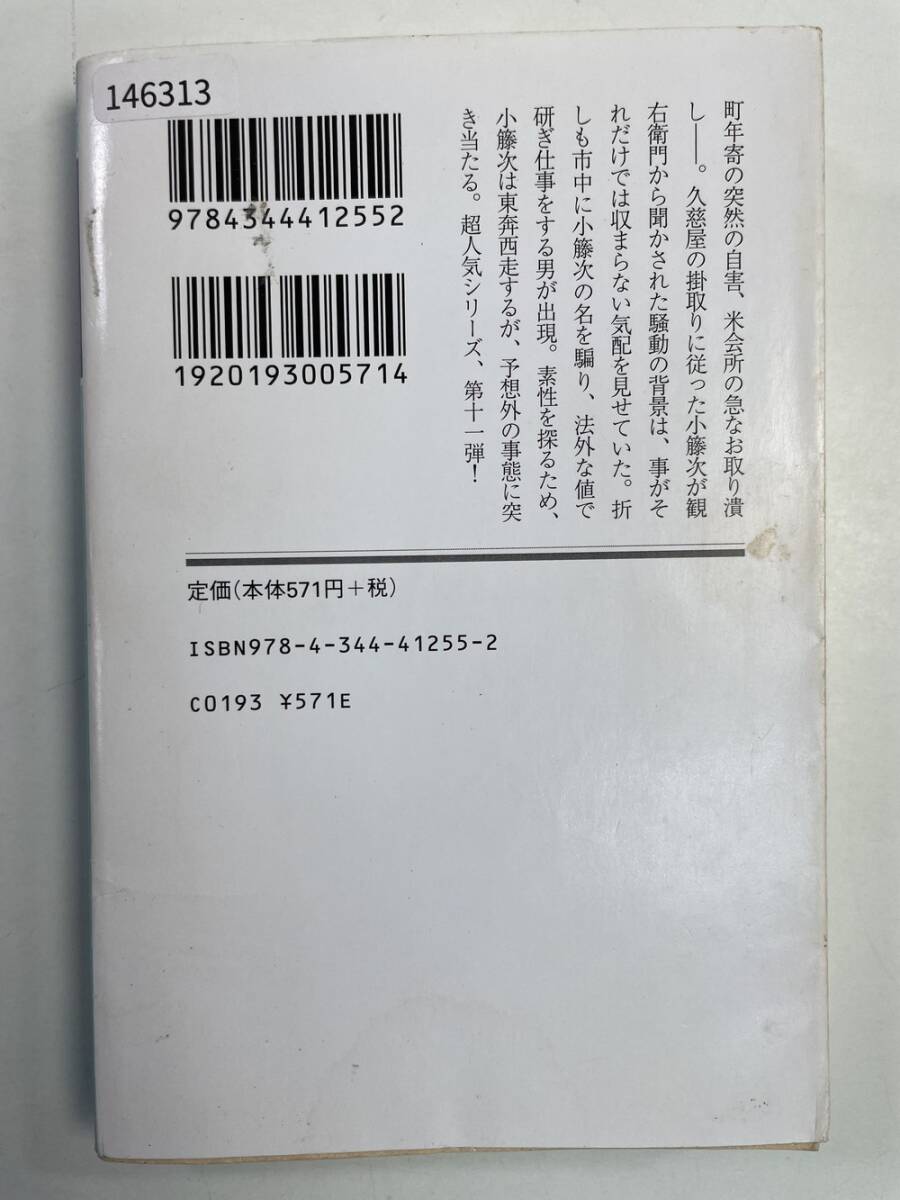 146313
9784344412552
1920193005714
町年寄の突然の自害、米会所の急なお取り潰
し――。久慈屋の掛取りに従った小籐次が観
右衛門から聞かされた騒動の背景は、事がそ
れだけでは収まらない気配を見せていた。折
しも市中に小籐次の名を騙り、法外な値で
研ぎ仕事をする男が出現。素性を探るため、
小籐次は東奔西走するが、予想外の事態に突
き当たる。超人気シリーズ、第十一弾！
定価(本体571円＋税)
ISBN978-4-344-41255-2
C0193 ¥571E